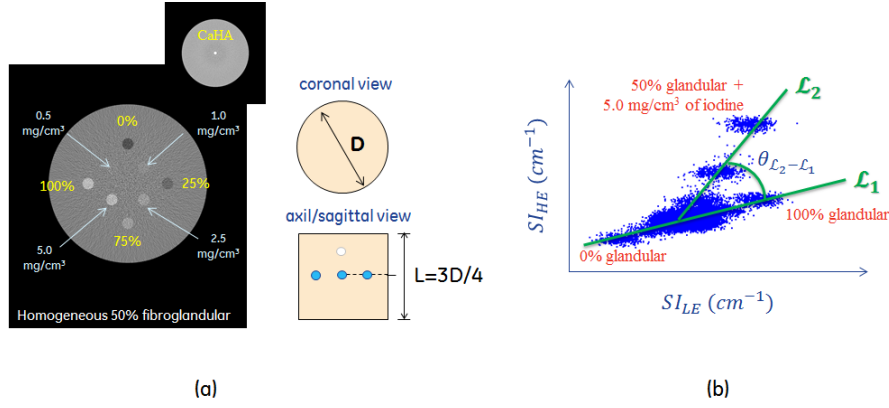 CaHA
0.5
mg/cm³
0%
1.0
mg/cm³
100%
25%
5.0
mg/cm³
75%
2.5
mg/cm³
Homogeneous 50% fibroglandular
coronal view
D
axil/sagittal view
L=3D/4
(a)
50% glandular +
5.0 mg/cm³ of iodine
ℒ₂
θ_ℒ₂−ℒ₁
ℒ₁
100% glandular
0% glandular
SI_HE (cm⁻¹)
SI_LE (cm⁻¹)
(b)